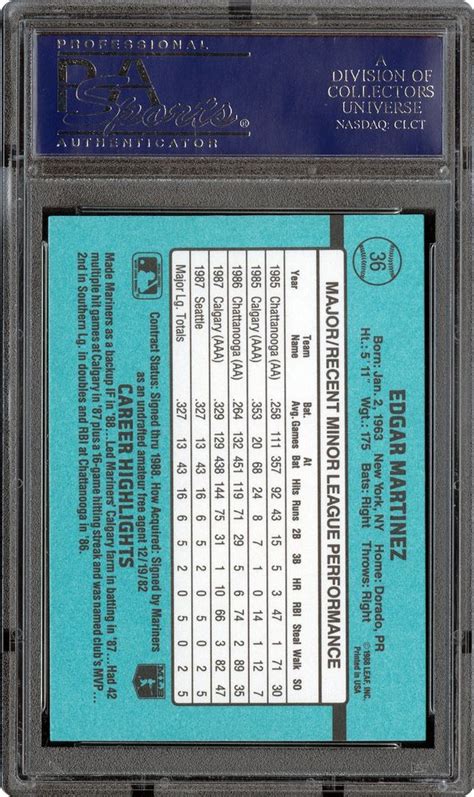 PROFESSIONAL
PSA
Sports®
AUTHENTICATOR
A
DIVISION OF
COLLECTORS
UNIVERSE
NASDAQ: CLCT
36
EDGAR MARTINEZ
Born: Jan. 2, 1963 New York, NY Home: Dorado, PR
Ht.: 5' 11" Wgt.: 175 Bats: Right Throws: Right
©1988 LEAF, INC.
Printed in USA
MAJOR/RECENT MINOR LEAGUE PERFORMANCE
Year Team Name Bat. Avg. Games At Bat Hits Runs 2B 3B HR RBI Steal Walk SO
1985 Chattanooga (AA) .258 111 357 92 43 15 1 3 47 1 71 30
1985 Calgary (AAA) .353 20 68 24 8 7 1 0 14 1 12 7
1986 Chattanooga (AA) .264 132 451 119 71 29 5 6 74 2 89 35
1987 Calgary (AAA) .329 129 438 144 75 31 1 10 66 3 82 47
1987 Seattle .327 13 43 16 6 5 2 0 5 0 2 5
Major Lg. Totals .327 13 43 16 6 5 2 0 5 0 2 5
Contract Status: Signed thru 1988. How Acquired: Signed by Mariners
as an undrafted amateur free agent 12/19/82
CAREER HIGHLIGHTS
Made Mariners as a backup IF in '88...Led Mariners' Calgary farm in batting in '87...Had 42
multiple hit games at Calgary in '87 plus a 16-game hitting streak and was named club's MVP...
2nd in Southern Lg. in doubles and RBI at Chattanooga in '86.